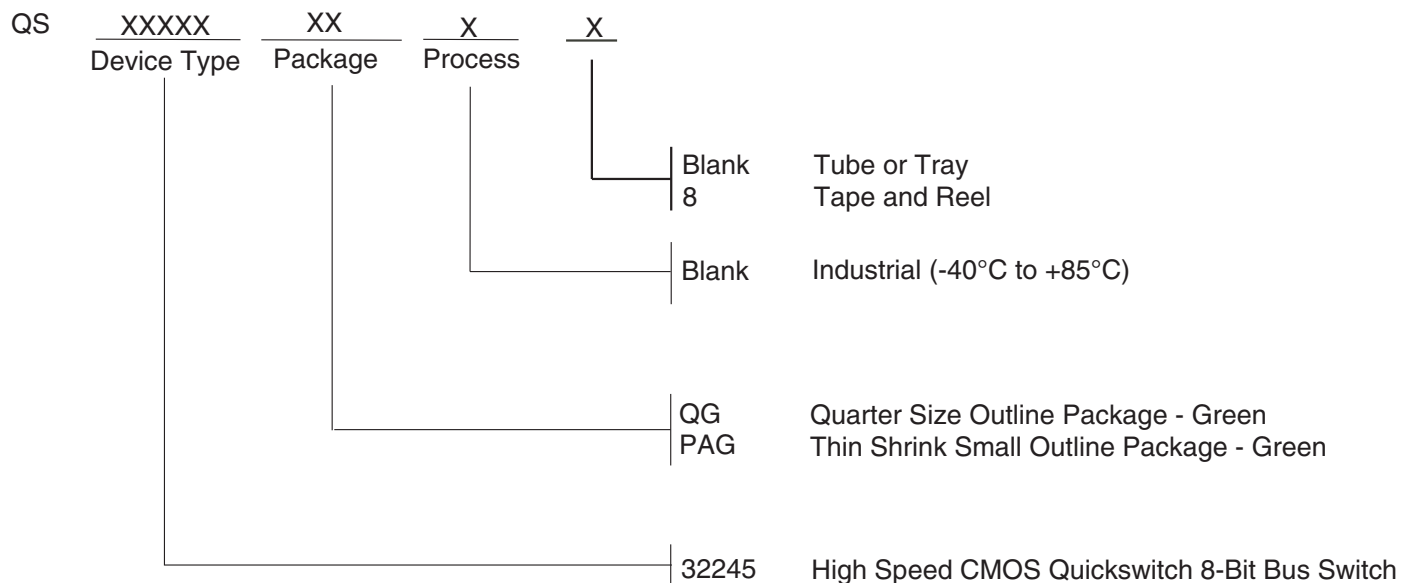 QS XXXXX XX X X
Device Type Package Process
Blank Tube or Tray
8 Tape and Reel
Blank Industrial (-40°C to +85°C)
QG Quarter Size Outline Package - Green
PAG Thin Shrink Small Outline Package - Green
32245 High Speed CMOS Quickswitch 8-Bit Bus Switch